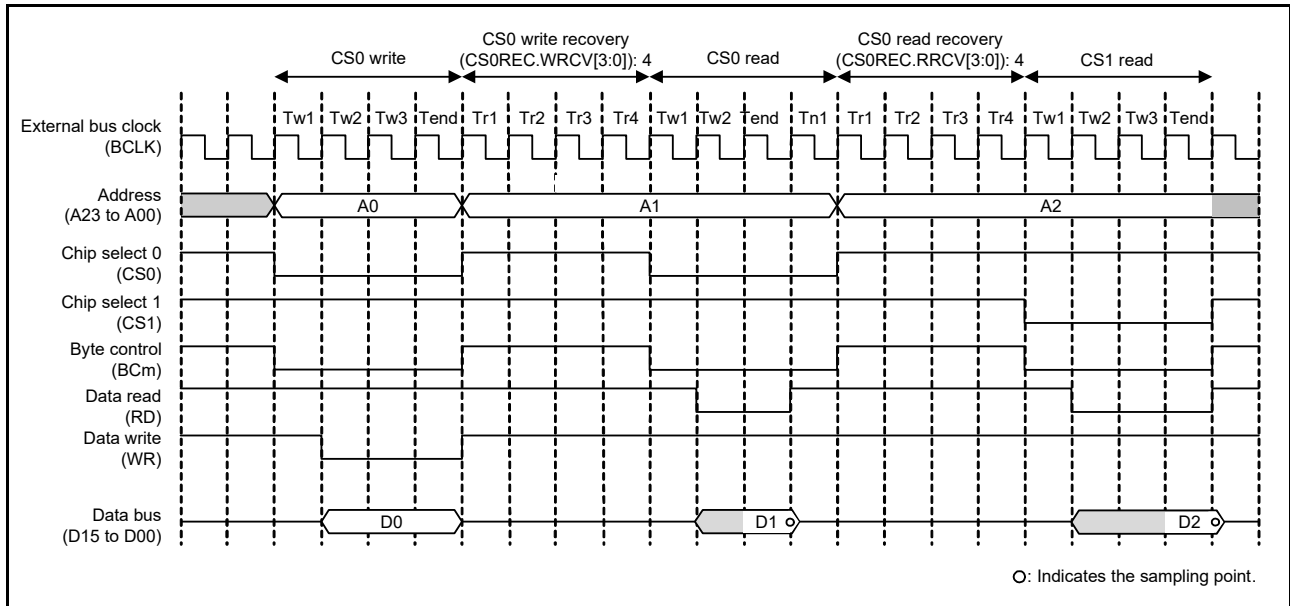 CS0 write
CS0 write recovery
(CS0REC.WRCV[3:0]): 4
CS0 read
CS0 read recovery
(CS0REC.RRCV[3:0]): 4
CS1 read
Tw1 Tw2 Tw3 Tend Tr1 Tr2 Tr3 Tr4 Tw1 Tw2 Tend Tn1 Tr1 Tr2 Tr3 Tr4 Tw1 Tw2 Tw3 Tend
External bus clock
(BCLK)
Address
(A23 to A00)
A0 A1 A2
Chip select 0
(CS0)
Chip select 1
(CS1)
Byte control
(BCm)
Data read
(RD)
Data write
(WR)
Data bus
(D15 to D00)
D0 D1 D2
: Indicates the sampling point.